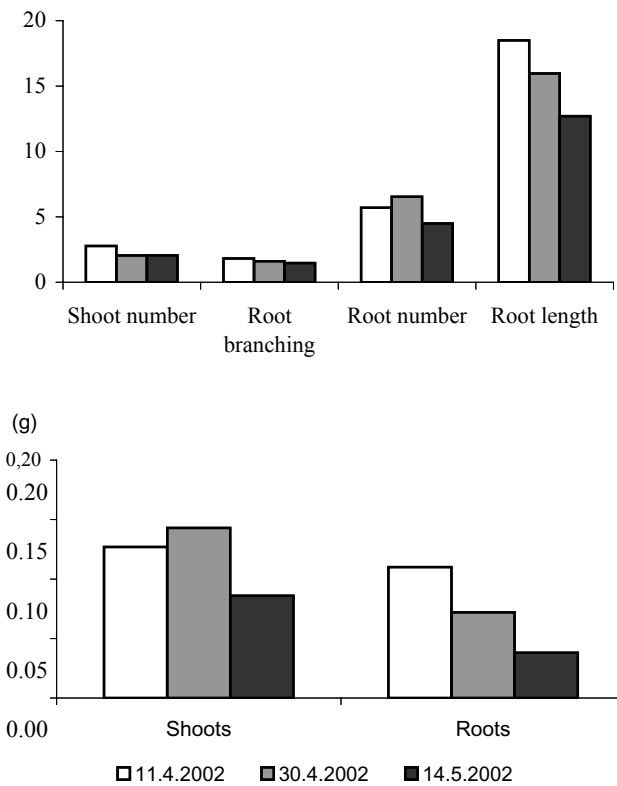 20
15
10
5
0
Shoot number Root branching Root number Root length
(g)
0,20
0.20
0.15
0.10
0.05
0.00
Shoots Roots
11.4.2002 30.4.2002 14.5.2002